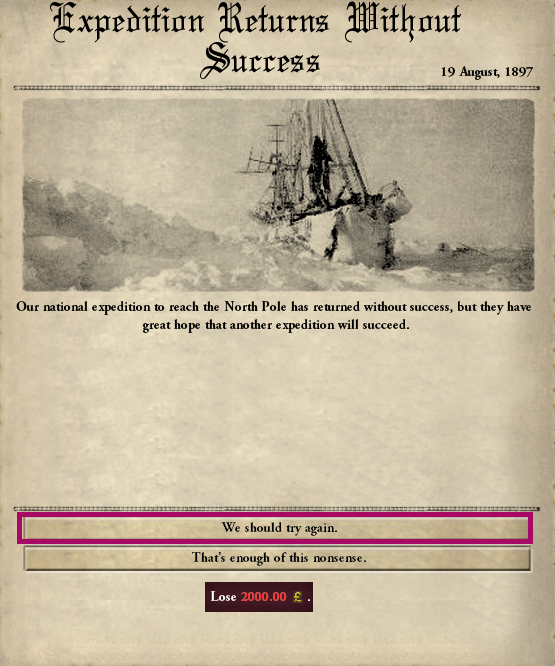 Expedition Returns Without
Success
19 August, 1897
Our national expedition to reach the North Pole has returned without success, but they have
great hope that another expedition will succeed.
We should try again.
That's enough of this nonsense.
Lose 2000.00 £ .